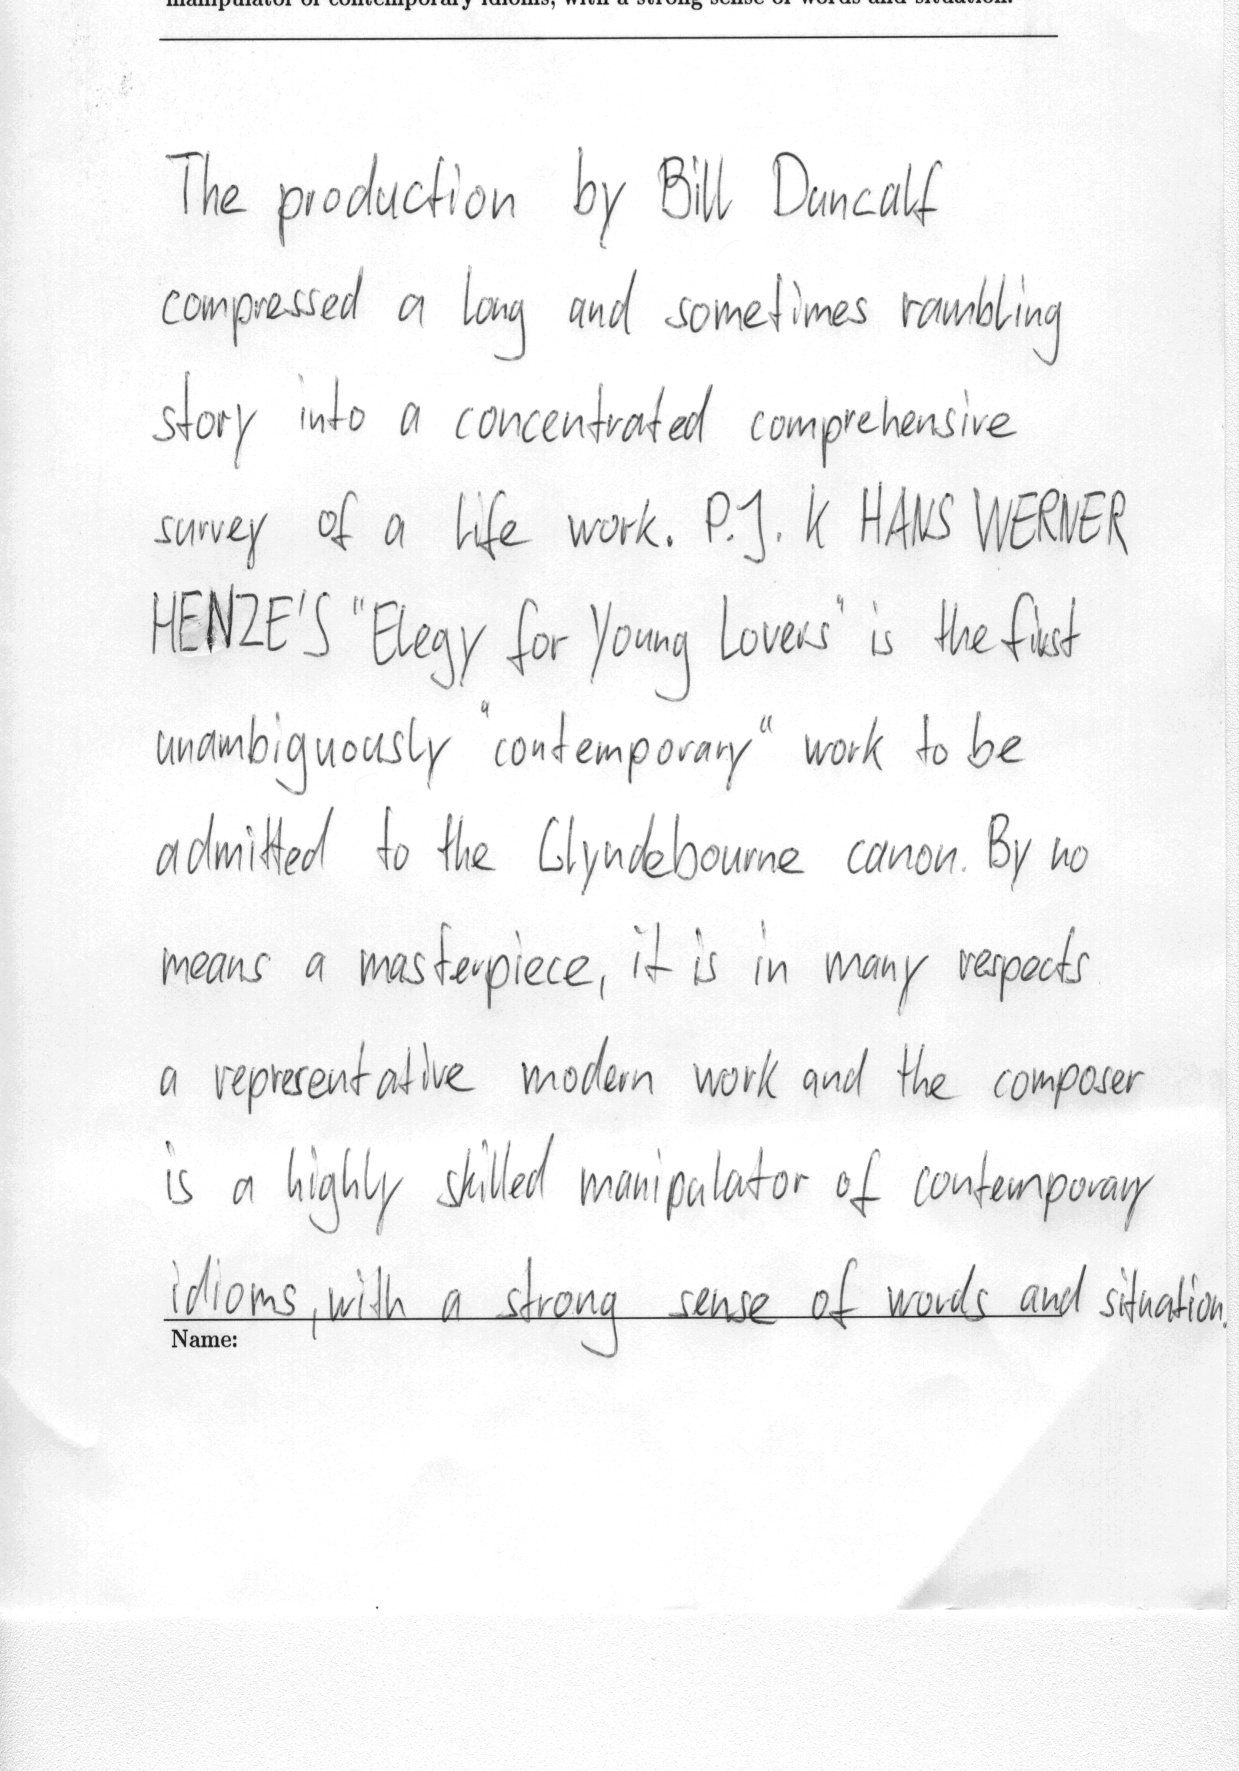 manipulator of contemporary idioms, with a strong sense of words and situation.
The production by Bill Duncalf
compressed a long and sometimes rambling
story into a concentrated comprehensive
survey of a life work. P.J. K HANS WERNER
HENZE'S "Elegy for Young Lovers" is the first
unambiguously "contemporary" work to be
admitted to the Glyndebourne canon. By no
means a masterpiece, it is in many respects
a representative modern work and the composer
is a highly skilled manipulator of contemporary
idioms, with a strong sense of words and situation.
Name: